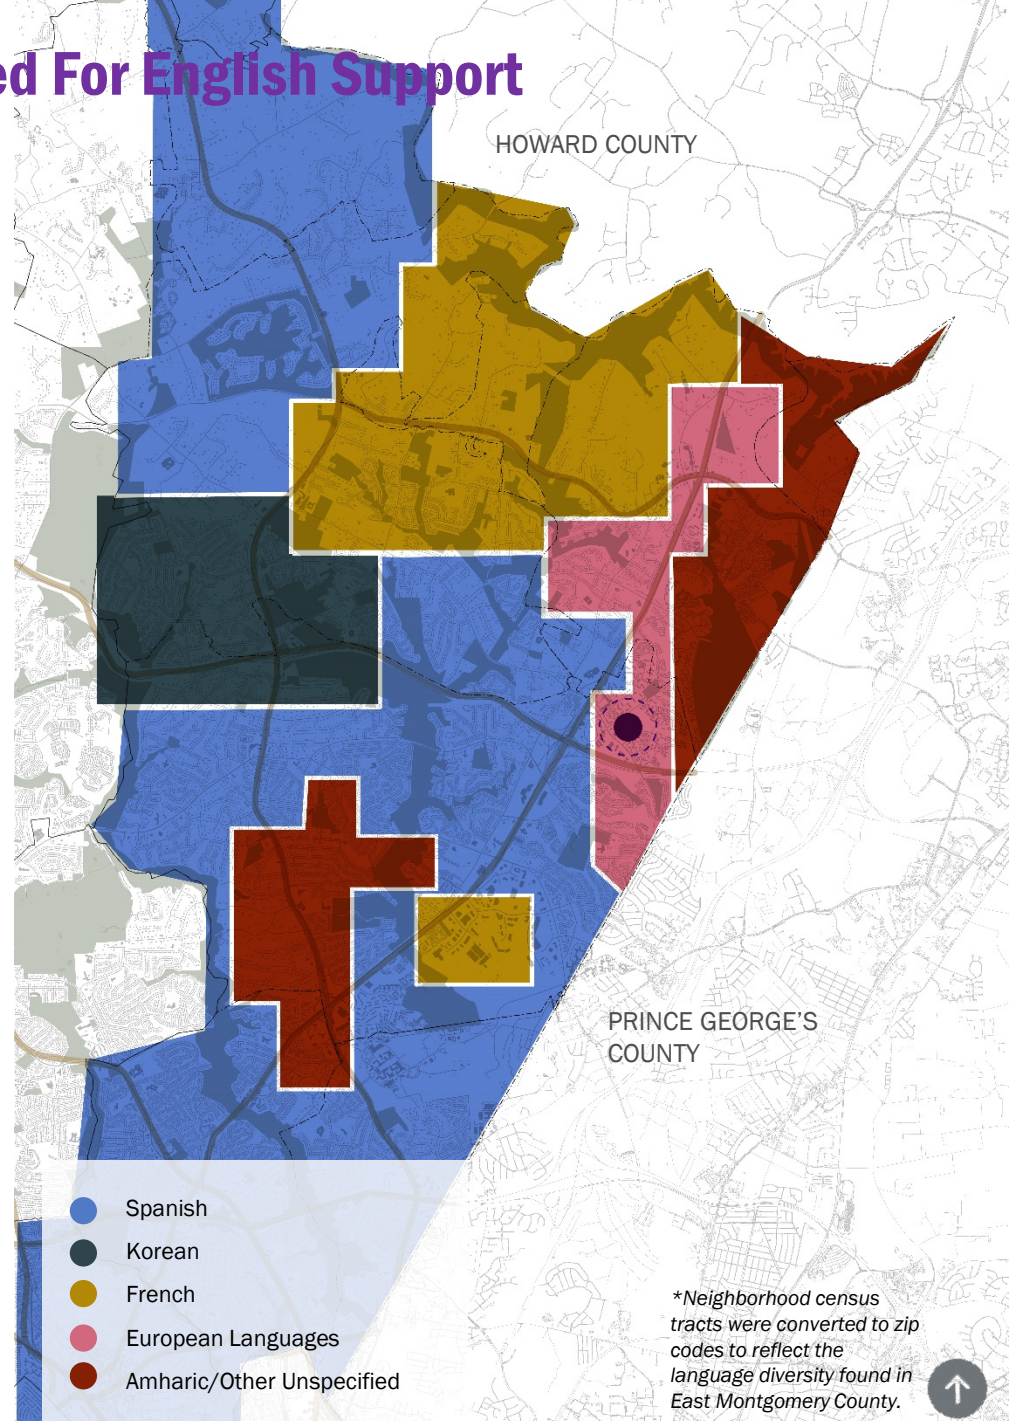 ed For English Support
HOWARD COUNTY
PRINCE GEORGE'S
COUNTY
Spanish
Korean
French
European Languages
Amharic/Other Unspecified
*Neighborhood census
tracts were converted to zip
codes to reflect the
language diversity found in
East Montgomery County.